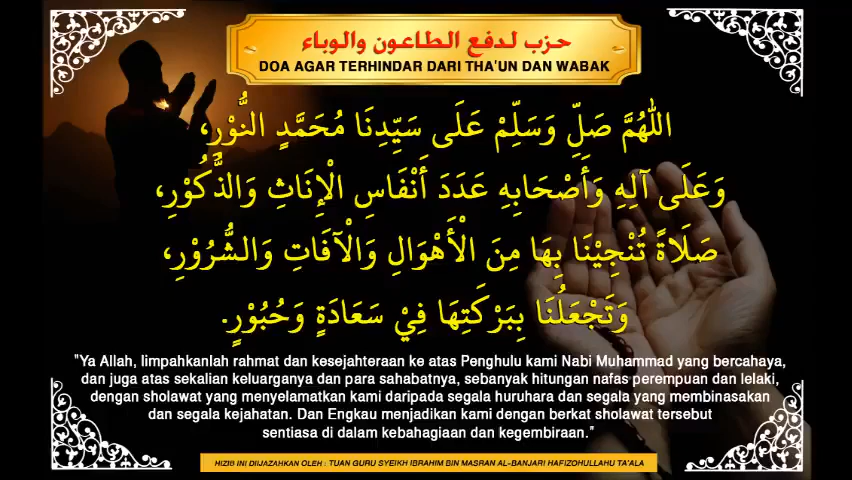 حزب لدفع الطاعون والوباء
DOA AGAR TERHINDAR DARI THA'UN DAN WABAK
اللّٰهُمَّ صَلِّ وَسَلِّمْ عَلَى سَيِّدِنَا مُحَمَّدٍ النُّوْرِ،
وَعَلَى آلِهِ وَأَصْحَابِهِ عَدَدَ أَنْفَاسِ الْإِنَاثِ وَالذُّكُوْرِ،
صَلَاةً تُنْجِيْنَا بِهَا مِنَ الْأَهْوَالِ وَالْآفَاتِ وَالشُّرُوْرِ،
وَتَجْعَلُنَا بِبَرْكَتِهَا فِيْ سَعَادَةٍ وَحُبُوْرٍ.
"Ya Allah, limpahkanlah rahmat dan kesejahteraan ke atas Penghulu kami Nabi Muhammad yang bercahaya,
dan juga atas sekalian keluarganya dan para sahabatnya, sebanyak hitungan nafas perempuan dan lelaki,
dengan sholawat yang menyelamatkan kami daripada segala huruhara dan segala yang membinasakan
dan segala kejahatan. Dan Engkau menjadikan kami dengan berkat sholawat tersebut
sentiasa di dalam kebahagiaan dan kegembiraan."
HIZIB INI DIIJAZAHKAN OLEH : TUAN GURU SYEIKH IBRAHIM BIN MASRAN AL-BANJARI HAFIZOHULLAHU TA'ALA